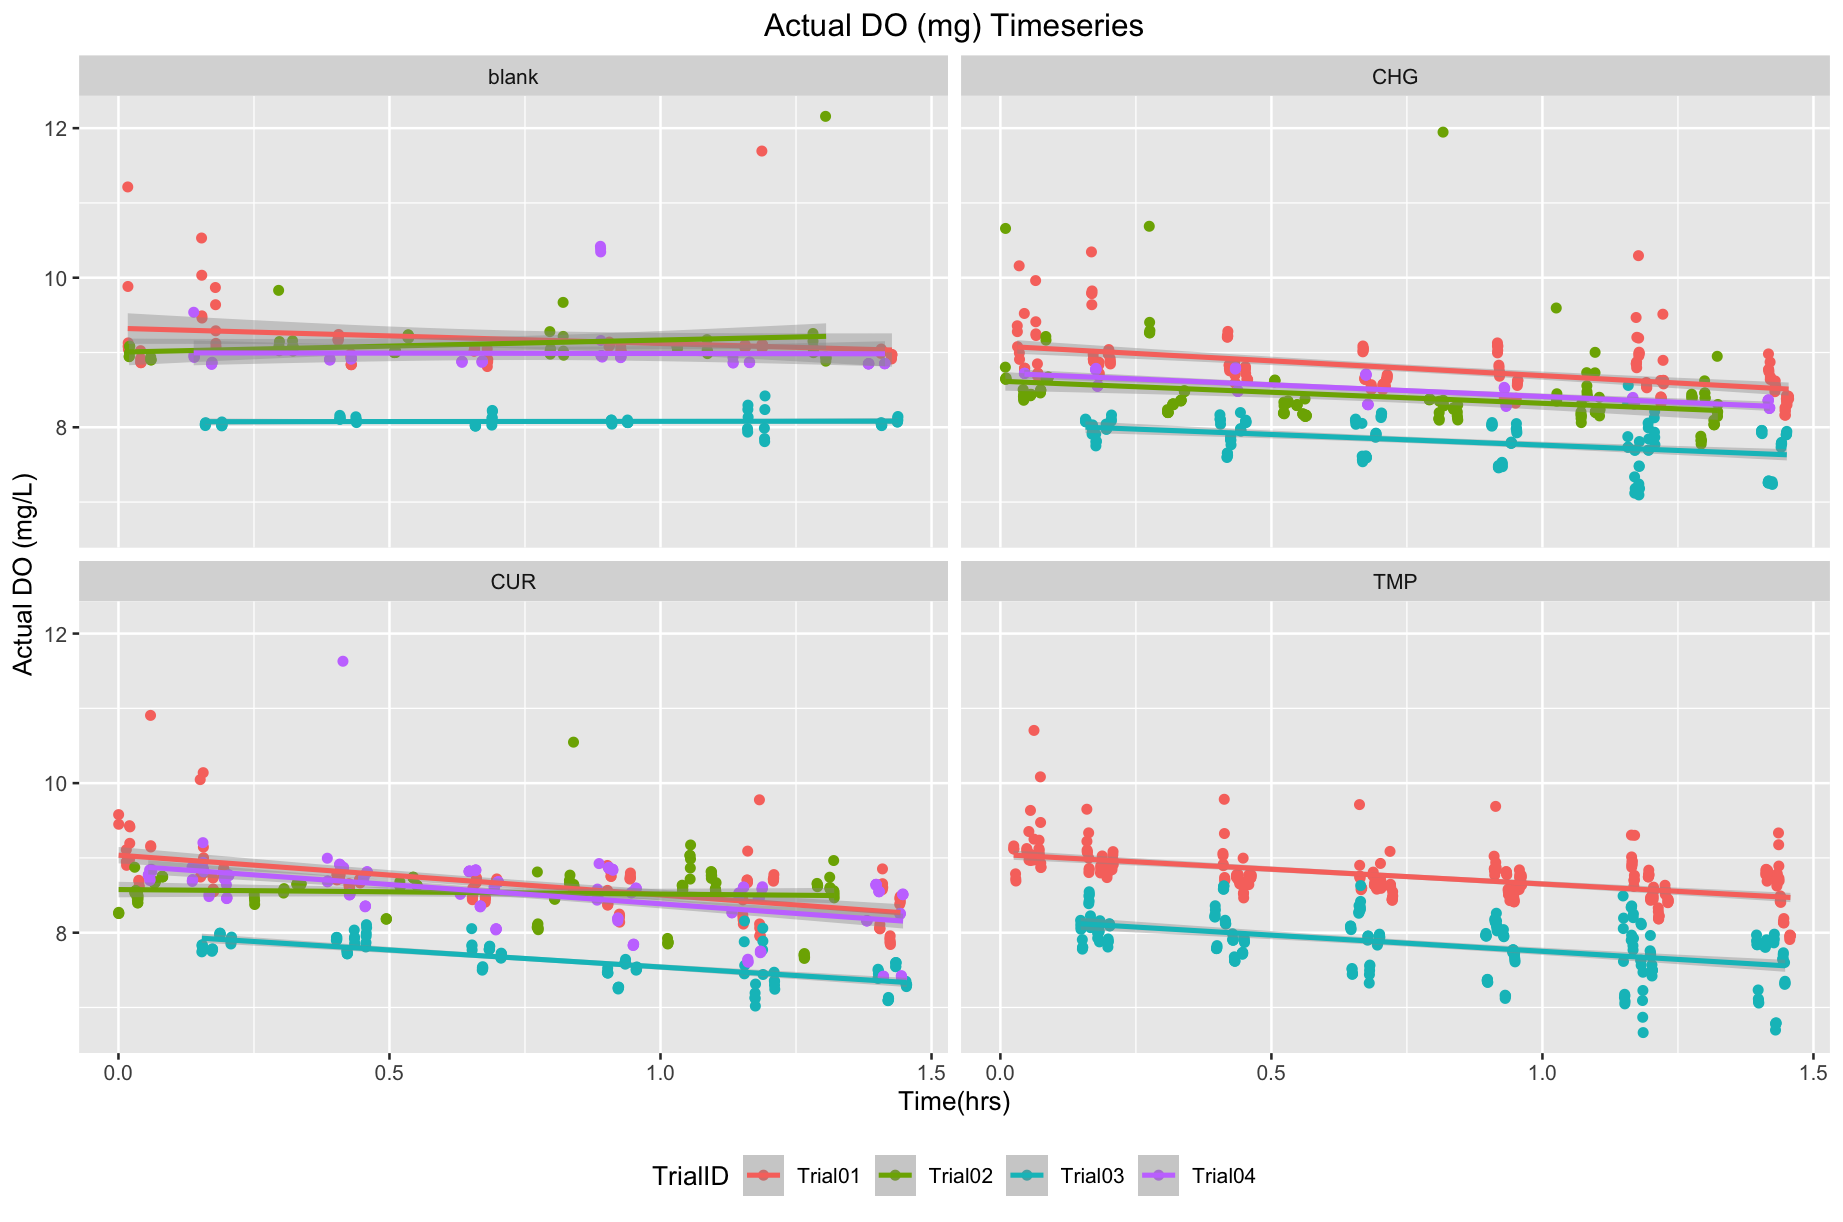 Actual DO (mg) Timeseries
blank
CHG
12
10
8
CUR
TMP
12
10
8
Actual DO (mg/L)
0.0 0.5 1.0 1.5 0.0 0.5 1.0 1.5
Time(hrs)
TrialID Trial01 Trial02 Trial03 Trial04